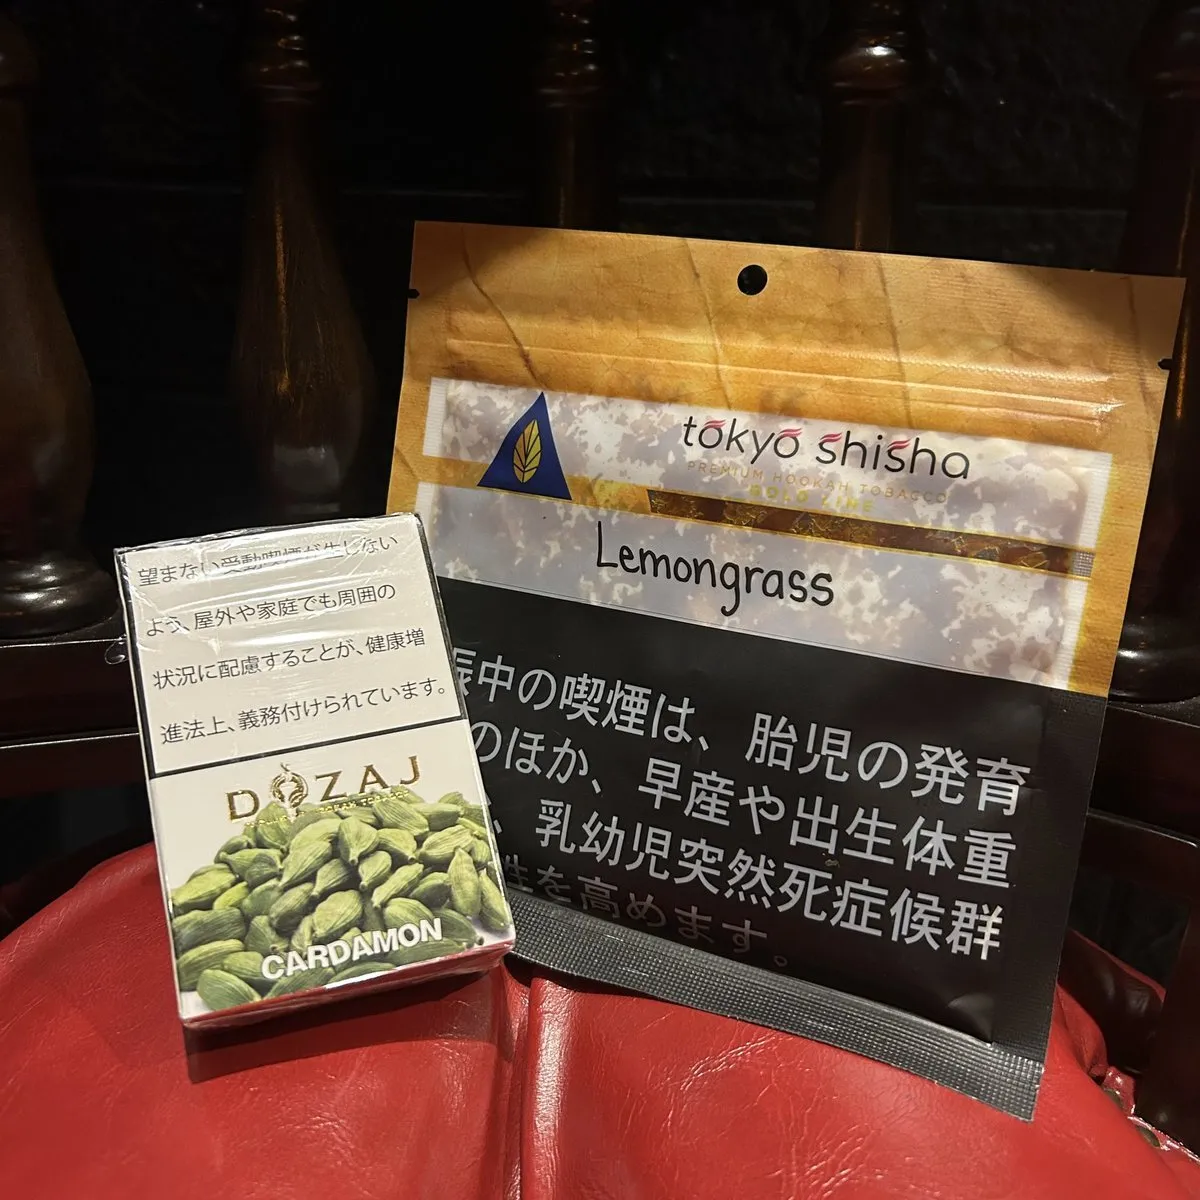 望まない受動喫煙が生じない
よう、屋外や家庭でも周囲の
状況に配慮することが、健康増
進法上、義務付けられています。
DOZAJ
CARDAMON
tōkyō shisha
PREMIUM HOOKAH TOBACCO
GOLD LINE
Lemongrass
娠中の喫煙は、胎児の発育
のほか、早産や出生体重
、乳幼児突然死症候群
性を高めます。